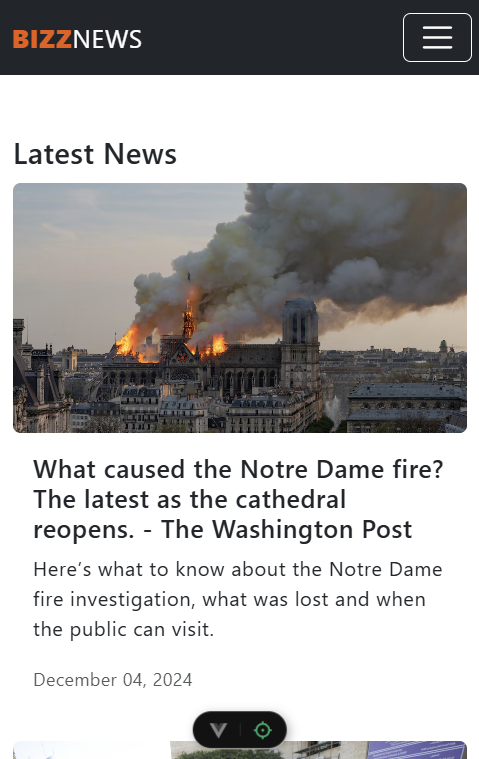 BIZZNEWS
Latest News
What caused the Notre Dame fire?
The latest as the cathedral
reopens. - The Washington Post
Here’s what to know about the Notre Dame
fire investigation, what was lost and when
the public can visit.
December 04, 2024